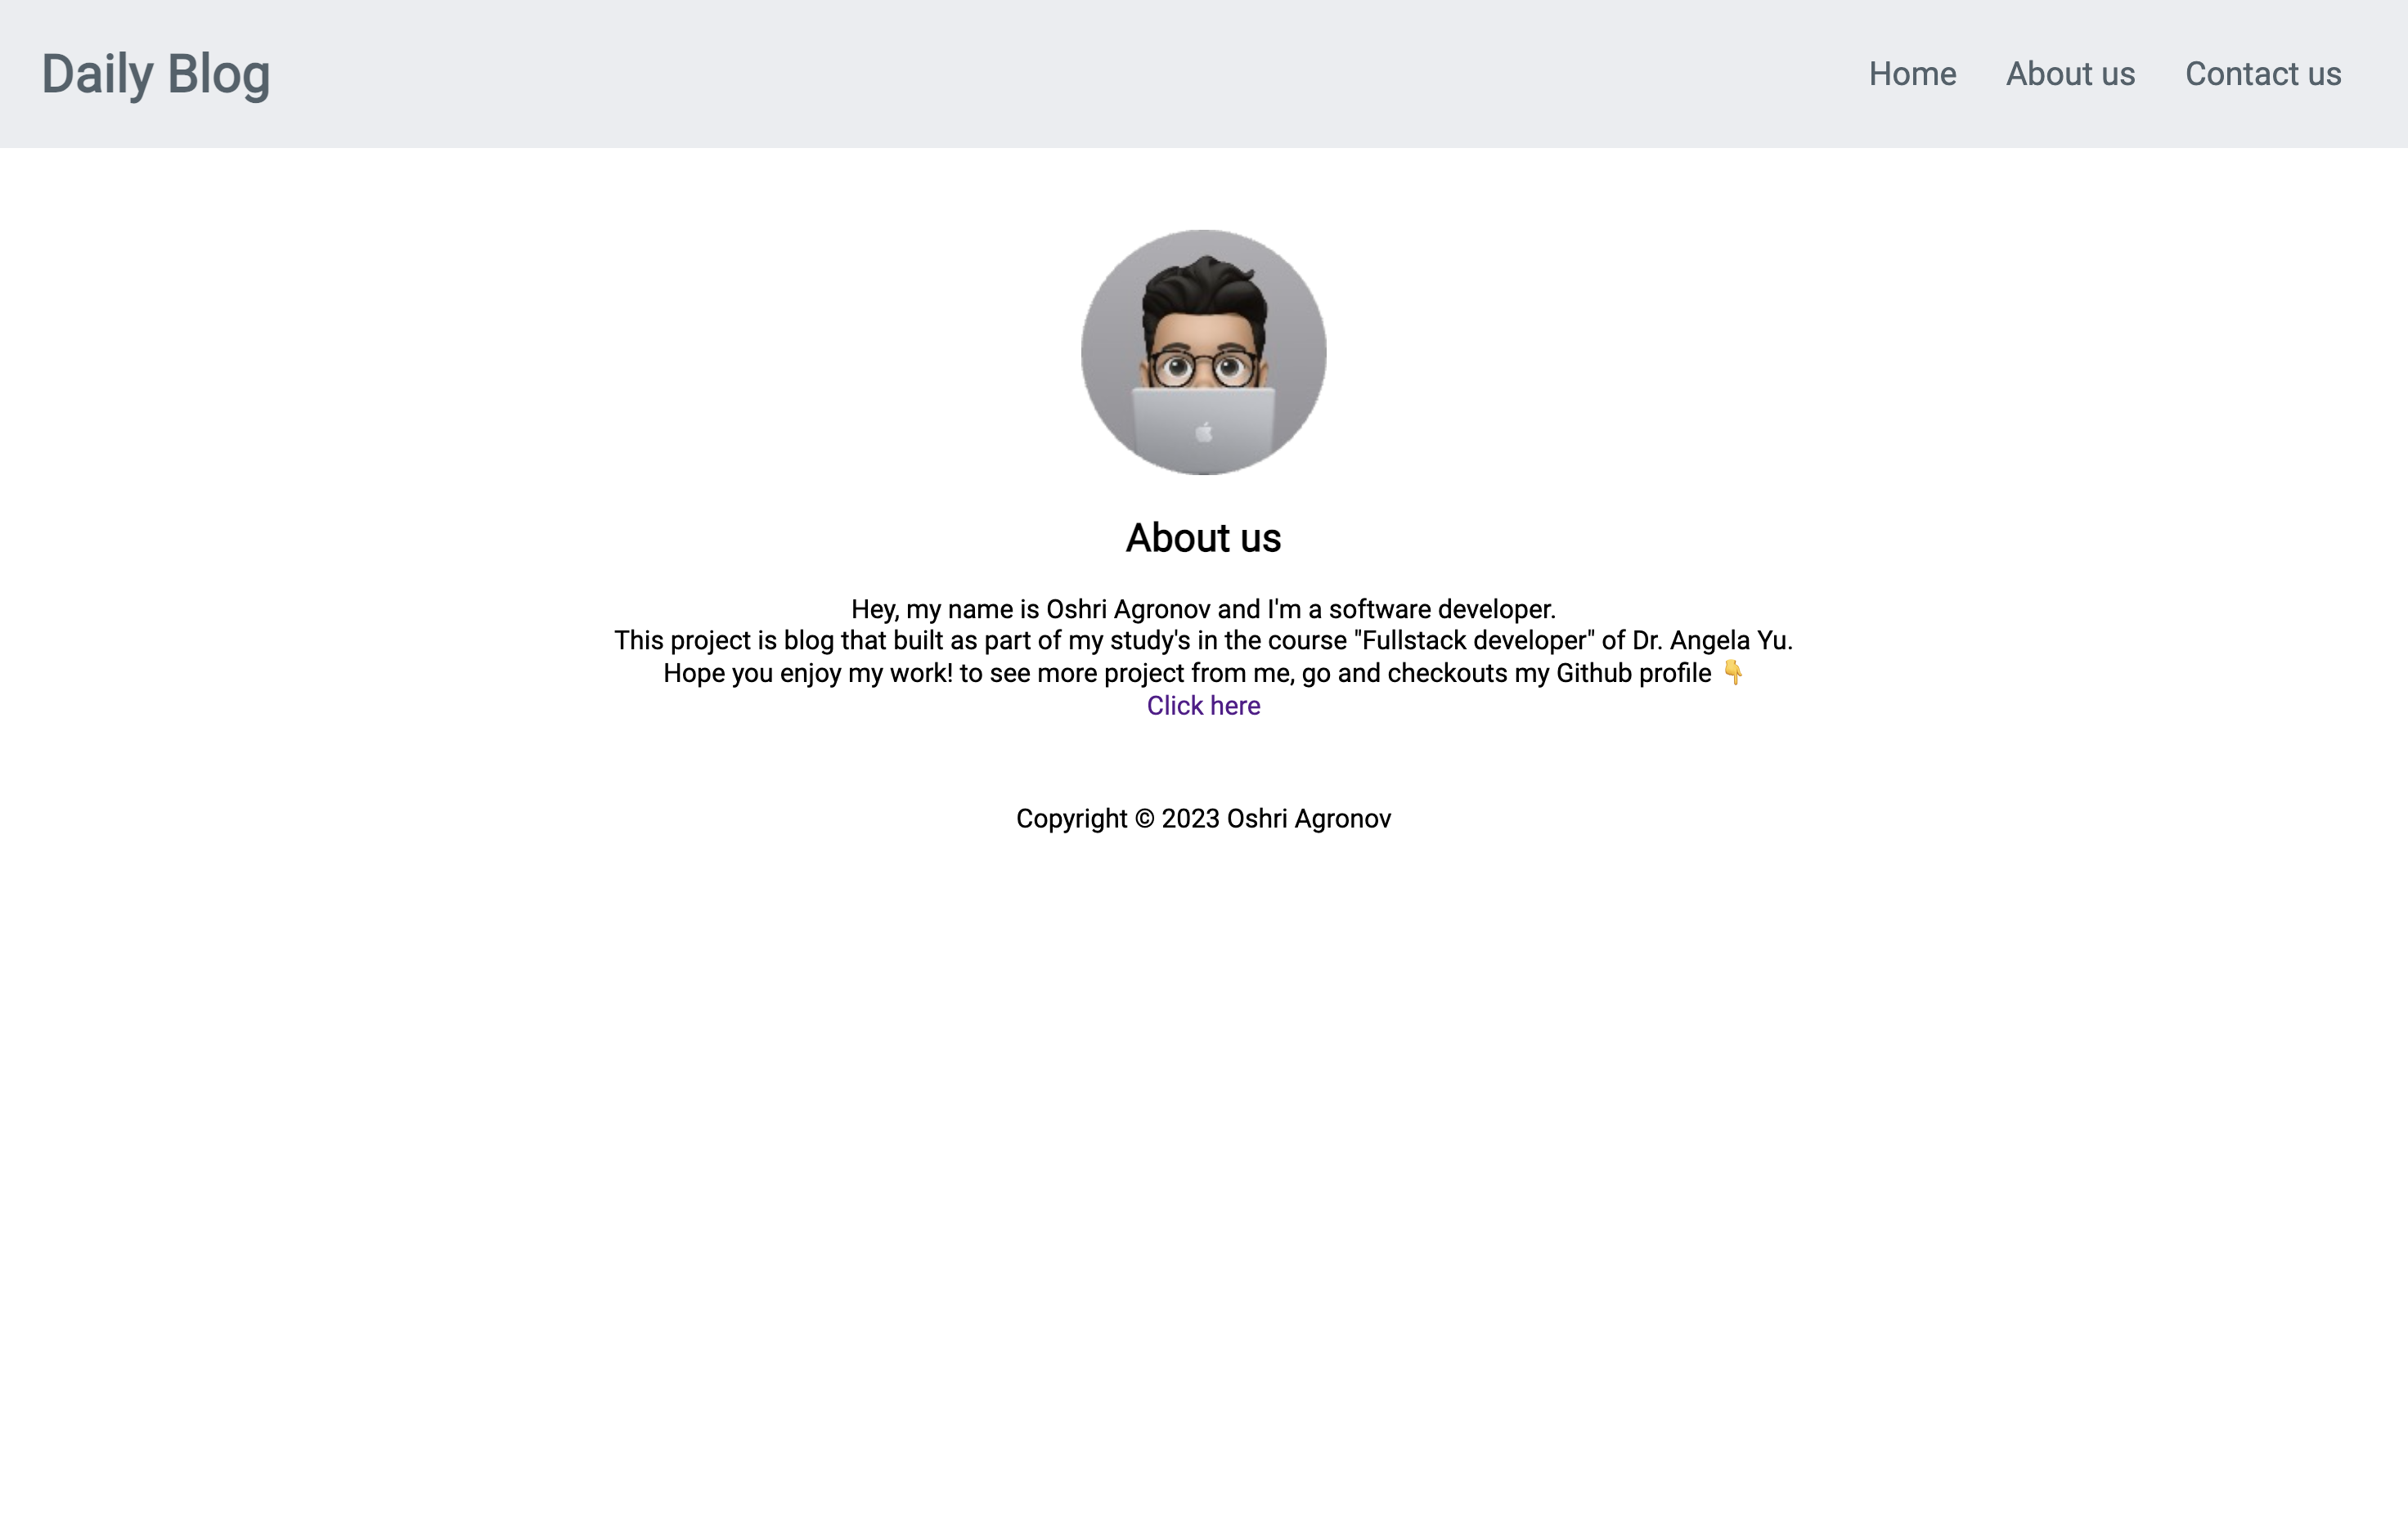 Daily Blog
Home About us Contact us
About us
Hey, my name is Oshri Agronov and I'm a software developer.
This project is blog that built as part of my study's in the course "Fullstack developer" of Dr. Angela Yu.
Hope you enjoy my work! to see more project from me, go and checkouts my Github profile 👇
Click here
Copyright © 2023 Oshri Agronov